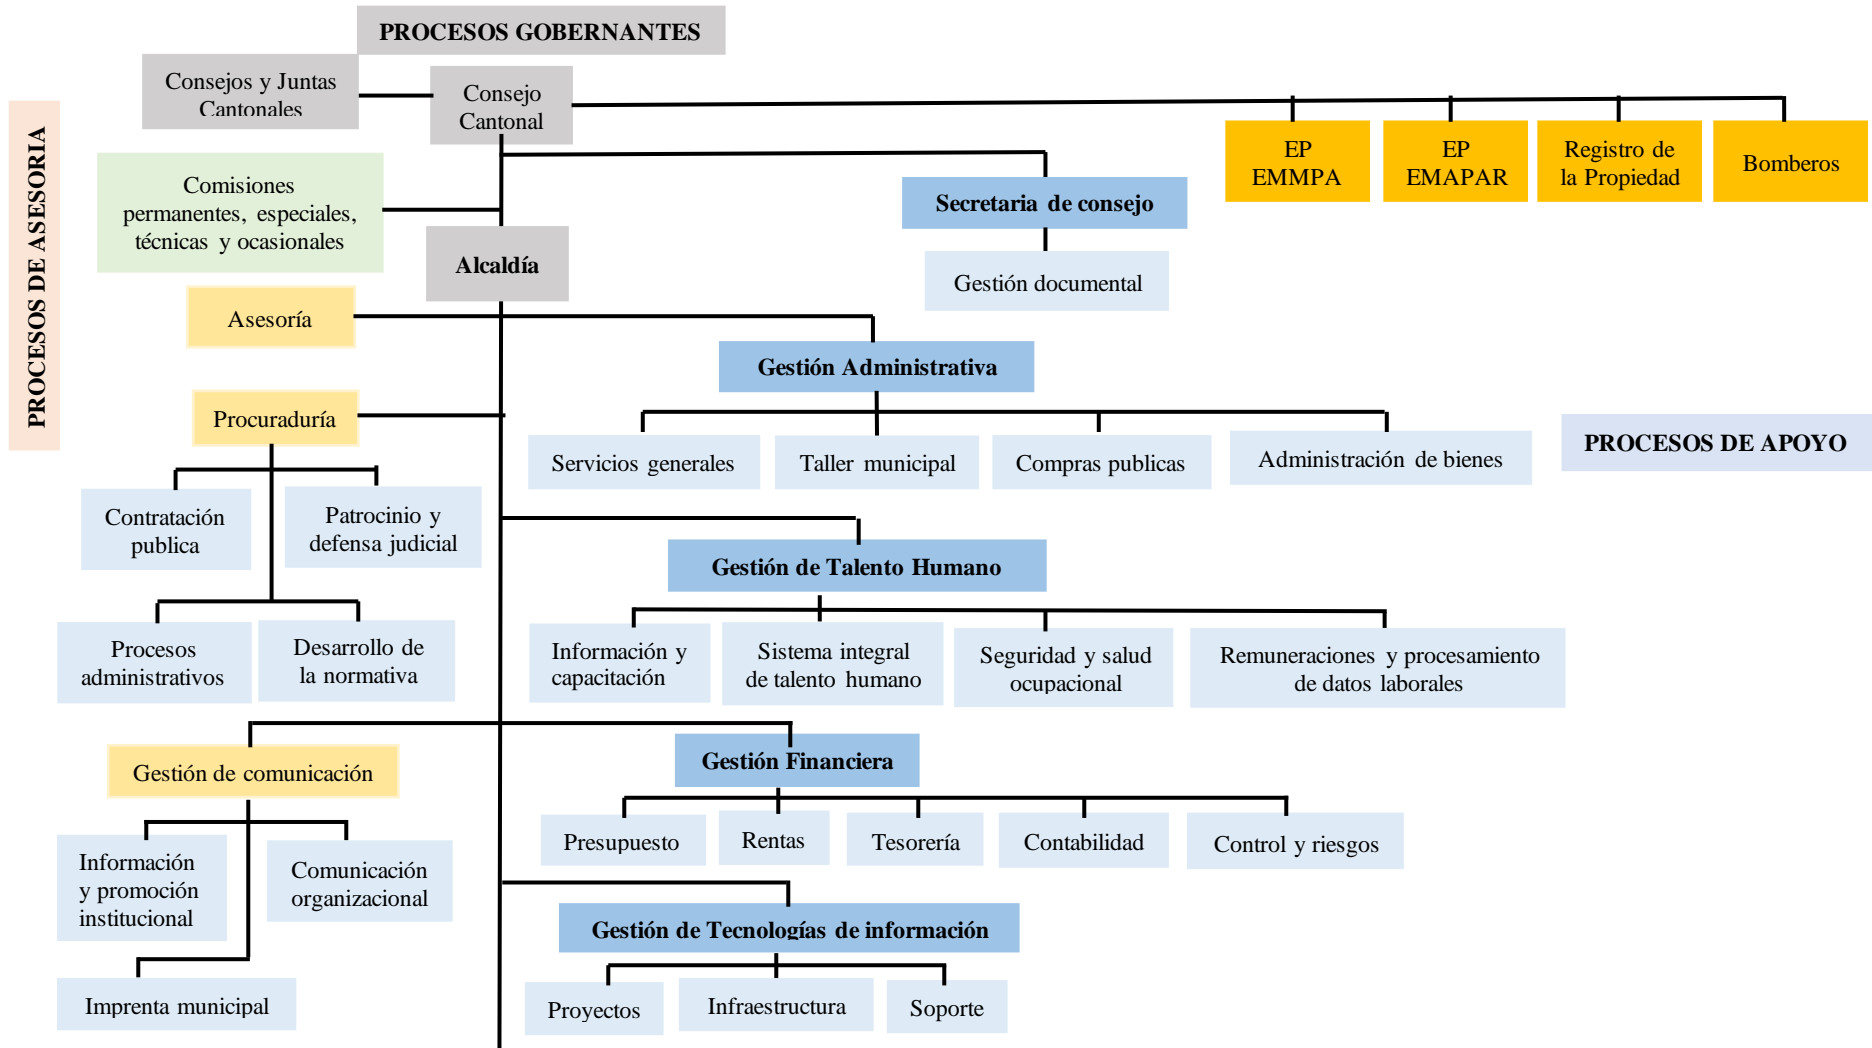 PROCESOS GOBERNANTES
Consejos y Juntas
Cantonales
Consejo
Cantonal
PROCESOS DE ASESORIA
EP
EMMPA
EP
EMAPAR
Registro de
la Propiedad
Bomberos
Comisiones
permanentes, especiales,
técnicas y ocasionales
Secretaria de consejo
Alcaldía
Gestión documental
Asesoría
Gestión Administrativa
Procuraduría
Servicios generales
Taller municipal
Compras publicas
Administración de bienes
PROCESOS DE APOYO
Contratación
publica
Patrocinio y
defensa judicial
Gestión de Talento Humano
Procesos
administrativos
Desarrollo de
la normativa
Información y
capacitación
Sistema integral
de talento humano
Seguridad y salud
ocupacional
Remuneraciones y procesamiento
de datos laborales
Gestión de comunicación
Gestión Financiera
Información
y promoción
institucional
Comunicación
organizacional
Presupuesto
Rentas
Tesorería
Contabilidad
Control y riesgos
Gestión de Tecnologías de información
Imprenta municipal
Proyectos
Infraestructura
Soporte